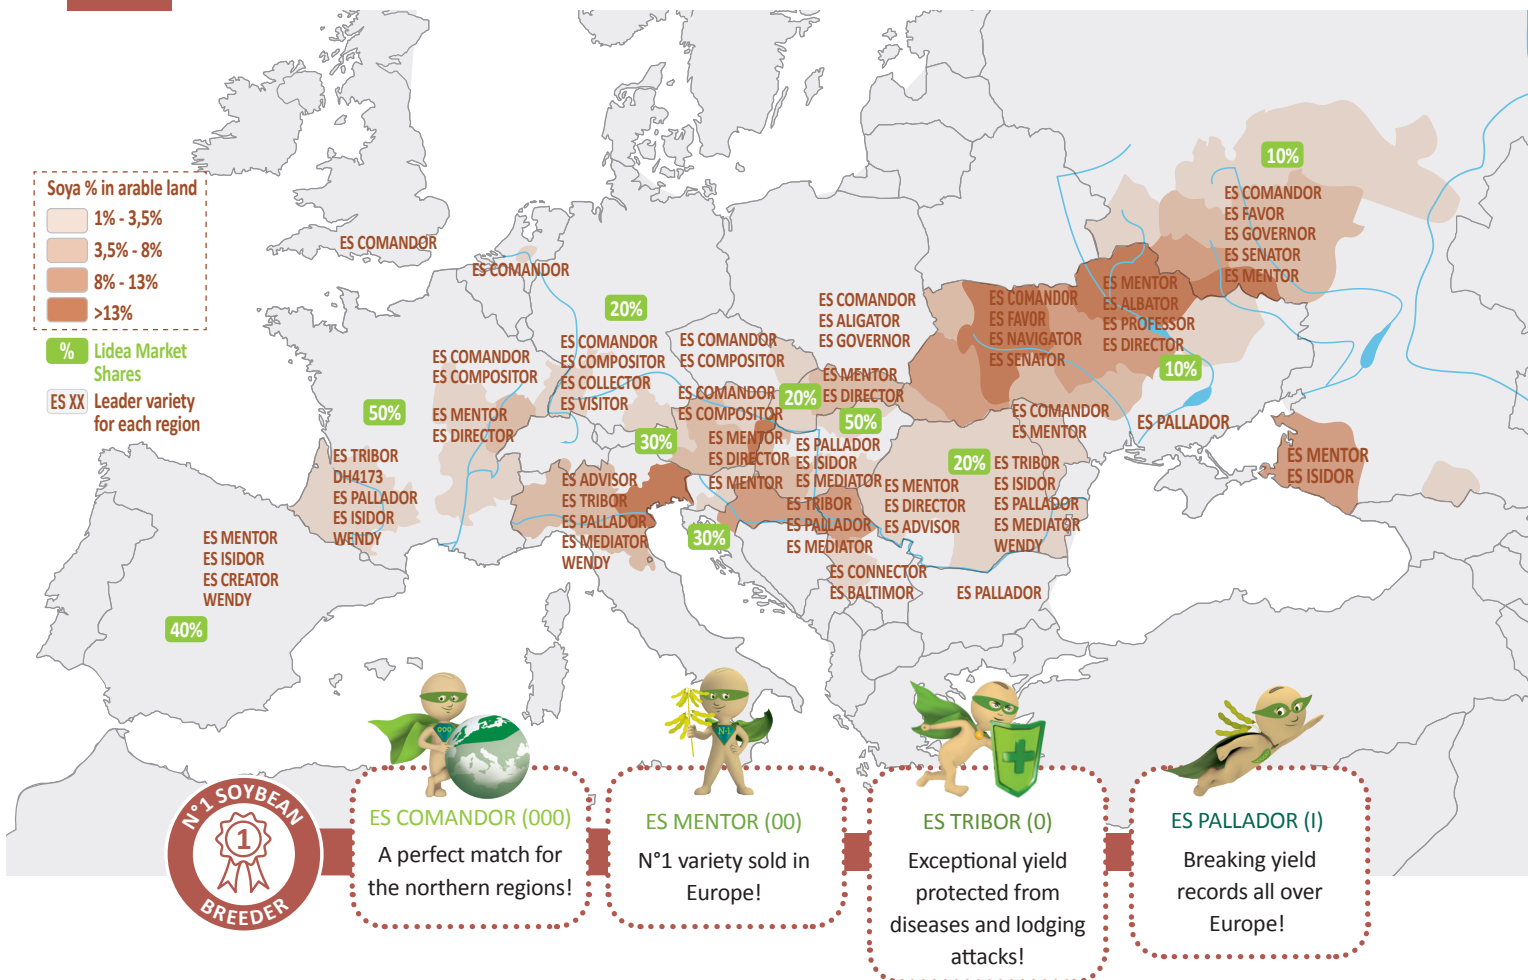 Soya % in arable land
1% - 3,5%
3,5% - 8%
8% - 13%
>13%
% Lidea Market
Shares
ES XX Leader variety
for each region
ES COMANDOR
ES COMANDOR
20%
ES COMANDOR
ES COMPOSITOR
ES COLLECTOR
ES VISITOR
ES COMANDOR
ES COMPOSITOR
ES MENTOR
ES DIRECTOR
50%
ES TRIBOR
DH4173
ES PALLADOR
ES ISIDOR
WENDY
ES MENTOR
ES ISIDOR
ES CREATOR
WENDY
40%
ES COMANDOR
ES COMPOSITOR
ES COMANDOR
ES COMPOSITOR
20%
30%
ES MENTOR
ES DIRECTOR
ES MENTOR
ES ADVISOR
ES TRIBOR
ES PALLADOR
ES MEDIATOR
WENDY
30%
ES COMANDOR
ES ALIGATOR
ES GOVERNOR
ES MENTOR
ES DIRECTOR
50%
ES PALLADOR
ES ISIDOR
ES MEDIATOR
ES TRIBOR
ES PALLADOR
ES MEDIATOR
ES CONNECTOR
ES BALTIMOR
ES MENTOR
ES DIRECTOR
ES ADVISOR
20%
ES TRIBOR
ES ISIDOR
ES PALLADOR
ES MEDIATOR
WENDY
ES PALLADOR
ES COMANDOR
ES MENTOR
ES COMANDOR
ES FAVOR
ES NAVIGATOR
ES SENATOR
ES MENTOR
ES ALBATOR
ES PROFESSOR
ES DIRECTOR
10%
ES PALLADOR
10%
ES COMANDOR
ES FAVOR
ES GOVERNOR
ES SENATOR
ES MENTOR
ES MENTOR
ES ISIDOR
N°1 SOYBEAN
1
BREEDER
000
ES COMANDOR (000)
A perfect match for
the northern regions!
N•1
ES MENTOR (00)
N°1 variety sold in
Europe!
ES TRIBOR (0)
Exceptional yield
protected from
diseases and lodging
attacks!
ES PALLADOR (I)
Breaking yield
records all over
Europe!